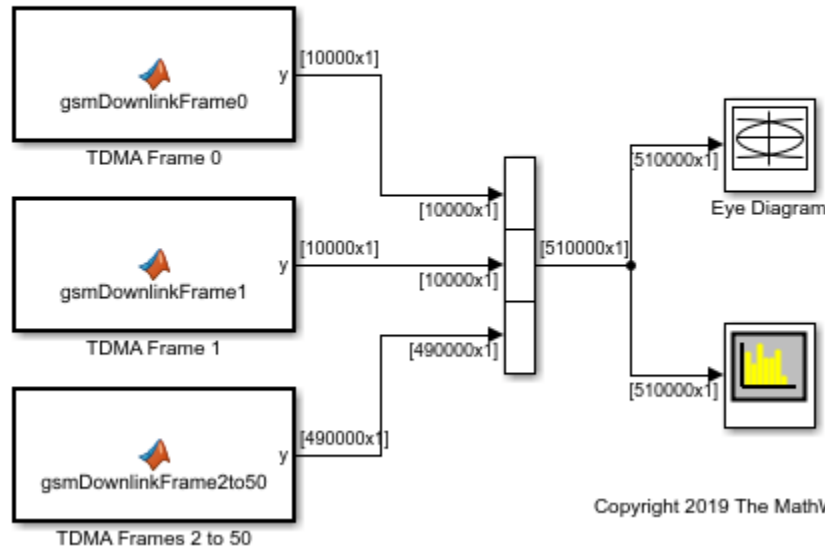 [10000x1]
y
gsmDownlinkFrame0
TDMA Frame 0
[10000x1]
[510000x1]
Eye Diagram
[10000x1]
y
gsmDownlinkFrame1
TDMA Frame 1
[10000x1]
[510000x1]
[490000x1]
[510000x1]
[490000x1]
y
gsmDownlinkFrame2to50
TDMA Frames 2 to 50
Copyright 2019 The MathW